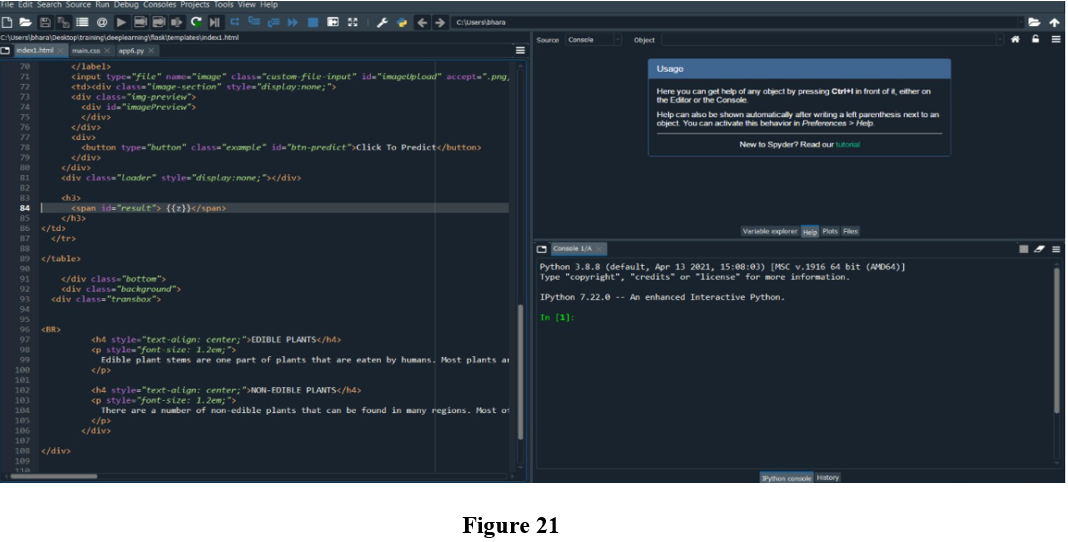 File Edit Search Source Run Debug Consoles Projects Tools View Help
C:\Users\bhara
C:\Users\bhara\Desktop\training\deeplearning\flask\templates\index1.html
index1.html main.css app6.py
70 </label>
71 <input type="file" name="image" class="custom-file-input" id="imageUpload" accept=".png,
72 <td><div class="image-section" style="display:none;">
73 <div class="img-preview">
74 <div id="imagePreview">
75 </div>
76 </div>
77 <div>
78 <button type="button" class="example" id="btn-predict">Click To Predict</button>
79 </div>
80 </div>
81 <div class="loader" style="display:none;"></div>
82
83 <h3>
84 <span id="result"> {{z}}</span>
85 </h3>
86 </td>
87 </tr>
88
89 </table>
90
91 </div class="bottom">
92 <div class="background">
93 <div class="transbox">
94
95
96 <BR>
97 <h4 style="text-align: center;">EDIBLE PLANTS</h4>
98 <p style="font-size: 1.2em;">
99 Edible plant stems are one part of plants that are eaten by humans. Most plants ar
100 </p>
101
102 <h4 style="text-align: center;">NON-EDIBLE PLANTS</h4>
103 <p style="font-size: 1.2em;">
104 There are a number of non-edible plants that can be found in many regions. Most of
105 </p>
106 </div>
107
108 </div>
109
110
Source Console Object
Usage
Here you can get help of any object by pressing Ctrl+I in front of it, either on
the Editor or the Console.
Help can also be shown automatically after writing a left parenthesis next to an
object. You can activate this behavior in Preferences > Help.
New to Spyder? Read our tutorial
Variable explorer Help Plots Files
Console 1/A
Python 3.8.8 (default, Apr 13 2021, 15:08:03) [MSC v.1916 64 bit (AMD64)]
Type "copyright", "credits" or "license" for more information.
IPython 7.22.0 -- An enhanced Interactive Python.
In [1]:
IPython console History
Figure 21